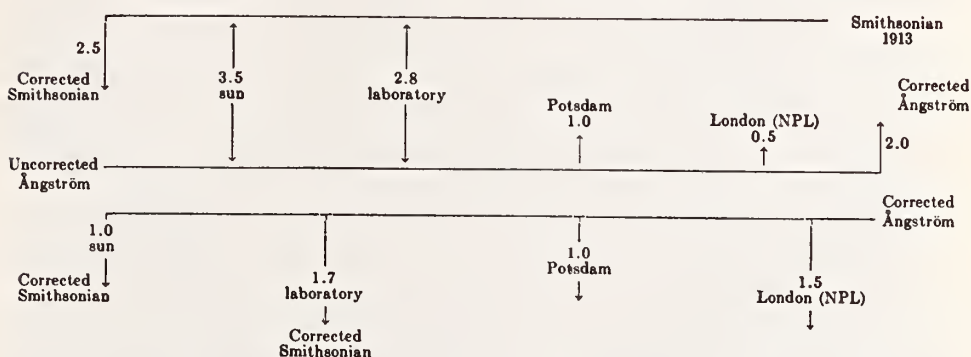 Smithsonian
1913
2.5
Corrected
Smithsonian
3.5
sun
2.8
laboratory
Potsdam
1.0
London (NPL)
0.5
Corrected
Ångström
2.0
Uncorrected
Ångström
Corrected
Ångström
1.0
sun
Corrected
Smithsonian
1.7
laboratory
Corrected
Smithsonian
1.0
Potsdam
1.5
London (NPL)